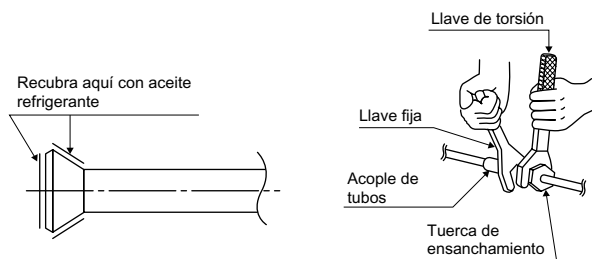 Recubra aquí con aceite
refrigerante
Llave de torsión
Llave fija
Acople de
tubos
Tuerca de
ensanchamiento